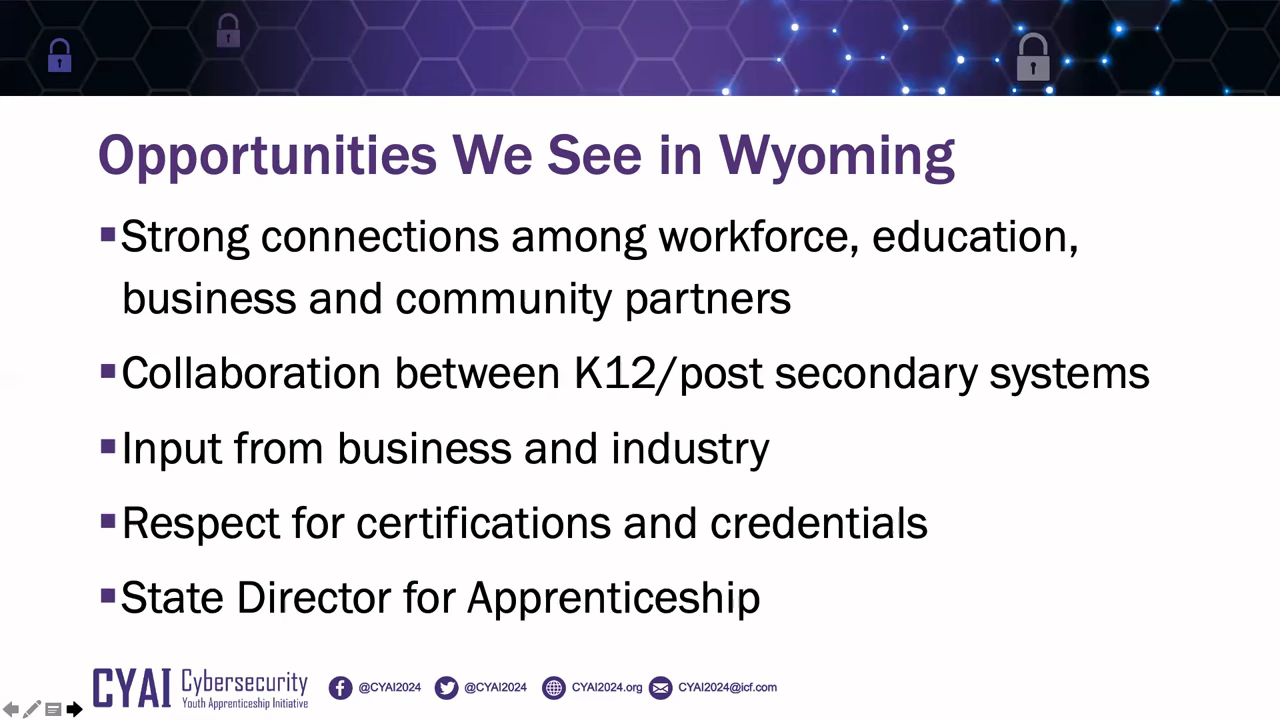 Opportunities We See in Wyoming
Strong connections among workforce, education,
business and community partners
Collaboration between K12/post secondary systems
Input from business and industry
Respect for certifications and credentials
State Director for Apprenticeship
CYAI Cybersecurity
Youth Apprenticeship Initiative
@CYAI2024 @CYAI2024 CYAI2024.org CYAI2024@icf.com